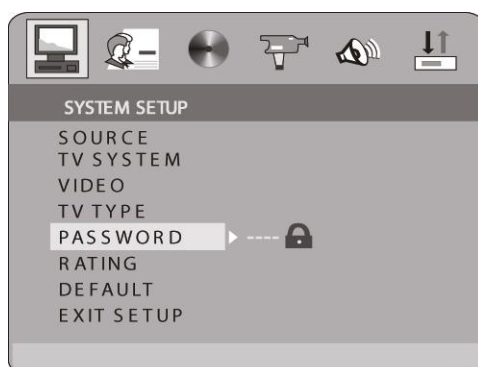 SYSTEM SETUP
SOURCE
TV SYSTEM
VIDEO
TV TYPE
PASSWORD ----
RATING
DEFAULT
EXIT SETUP